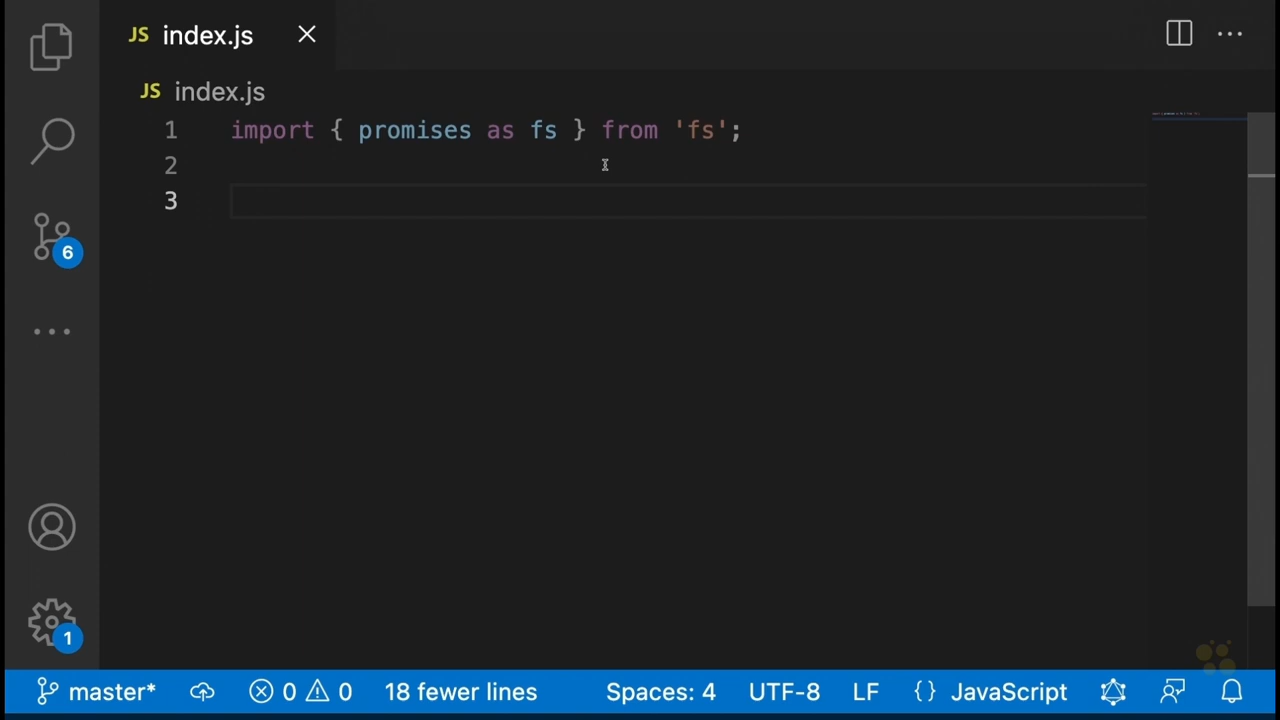 JS index.js
JS index.js
1 import { promises as fs } from 'fs';
2
3
6
1
master* 0 0 18 fewer lines Spaces: 4 UTF-8 LF {} JavaScript